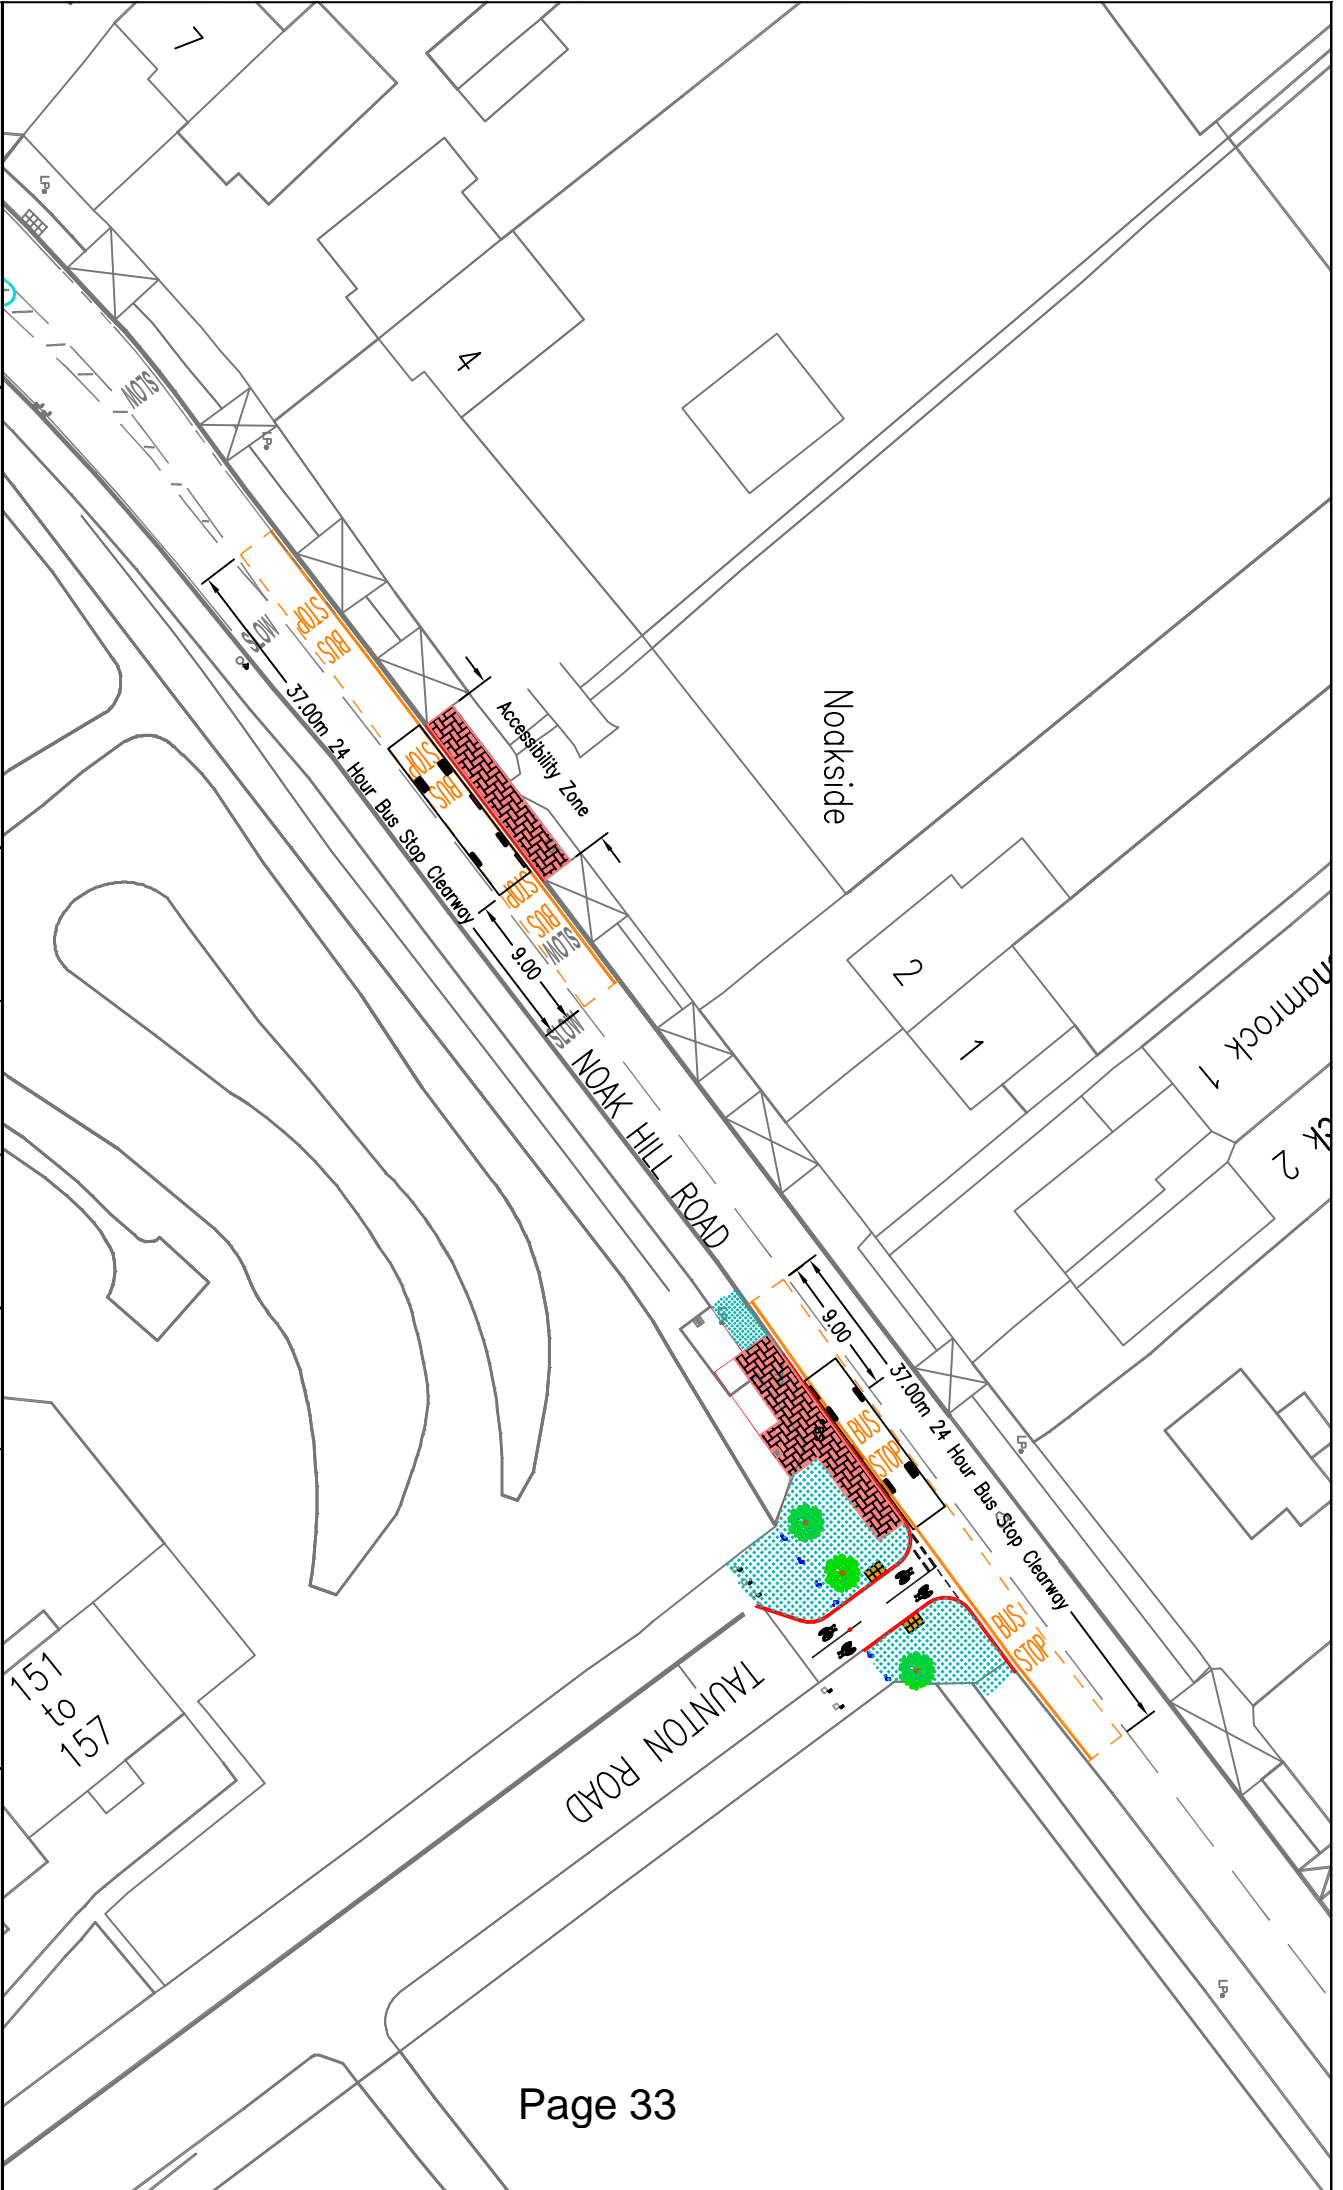 7
LP
SLOW
4
LP
BUS
STOP
SLOW
37.00m 24 Hour Bus Stop Clearway
Accessibility Zone
BUS
STOP
Noakside
BUS
STOP
SLOW
9.00
SLOW
2
1
1
2
NOAK HILL ROAD
9.00
37.00m 24 Hour Bus Stop Clearway
BUS
STOP
LP
BUS
STOP
TAUNTON ROAD
151
to
157
LP
Page 33